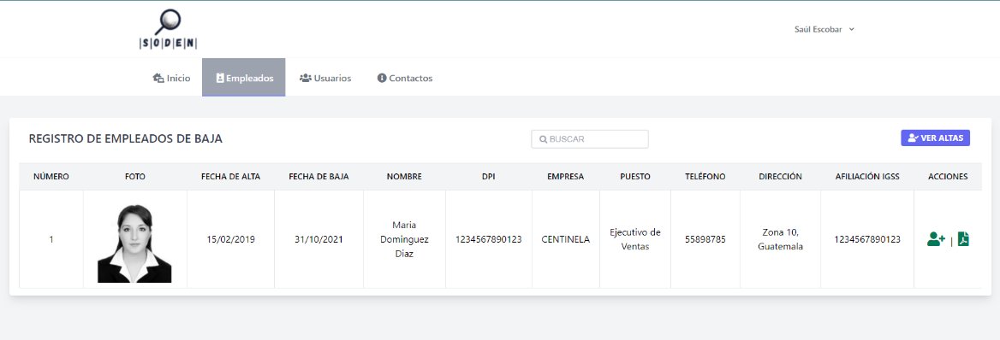 |S|O|D|E|N|
Saúl Escobar
Inicio
Empleados
Usuarios
Contactos
REGISTRO DE EMPLEADOS DE BAJA
BUSCAR
VER ALTAS
NÚMERO
FOTO
FECHA DE ALTA
FECHA DE BAJA
NOMBRE
DPI
EMPRESA
PUESTO
TELÉFONO
DIRECCIÓN
AFILIACIÓN IGSS
ACCIONES
1
15/02/2019
31/10/2021
Maria
Dominguez
Diaz
1234567890123
CENTINELA
Ejecutivo de
Ventas
55898785
Zona 10,
Guatemala
1234567890123
|